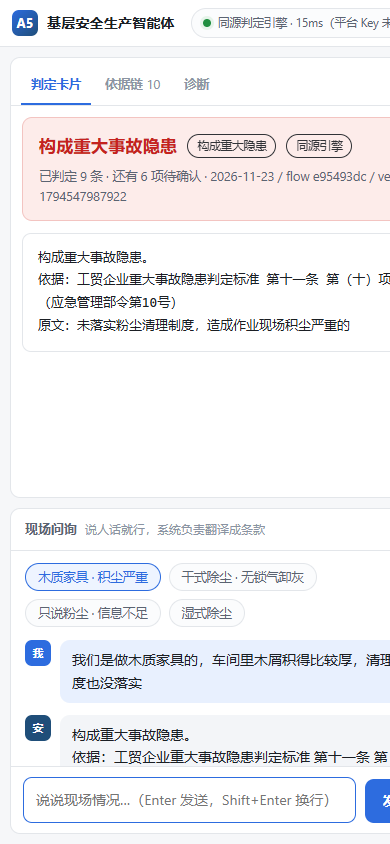 A5 基层安全生产智能体 同源判定引擎 · 15ms（平台 Key 未
判定卡片 依据链 10 诊断
构成重大事故隐患 构成重大事故隐患 同源引擎
已判定 9 条 · 还有 6 项待确认 · 2026-11-23 / flow e95493dc / ve
1794547987922
构成重大事故隐患。
依据：工贸企业重大事故隐患判定标准 第十一条 第（十）项
（应急管理部令第10号）
原文：未落实粉尘清理制度，造成作业现场积尘严重的
现场问询 说人话就行，系统负责翻译成条款
木质家具 · 积尘严重 干式除尘 · 无锁气卸灰
只说粉尘 · 信息不足 湿式除尘
我 我们是做木质家具的，车间里木屑积得比较厚，清理
度也没落实
安 构成重大事故隐患。
依据：工贸企业重大事故隐患判定标准 第十一条 第
说说现场情况...（Enter 发送，Shift+Enter 换行）